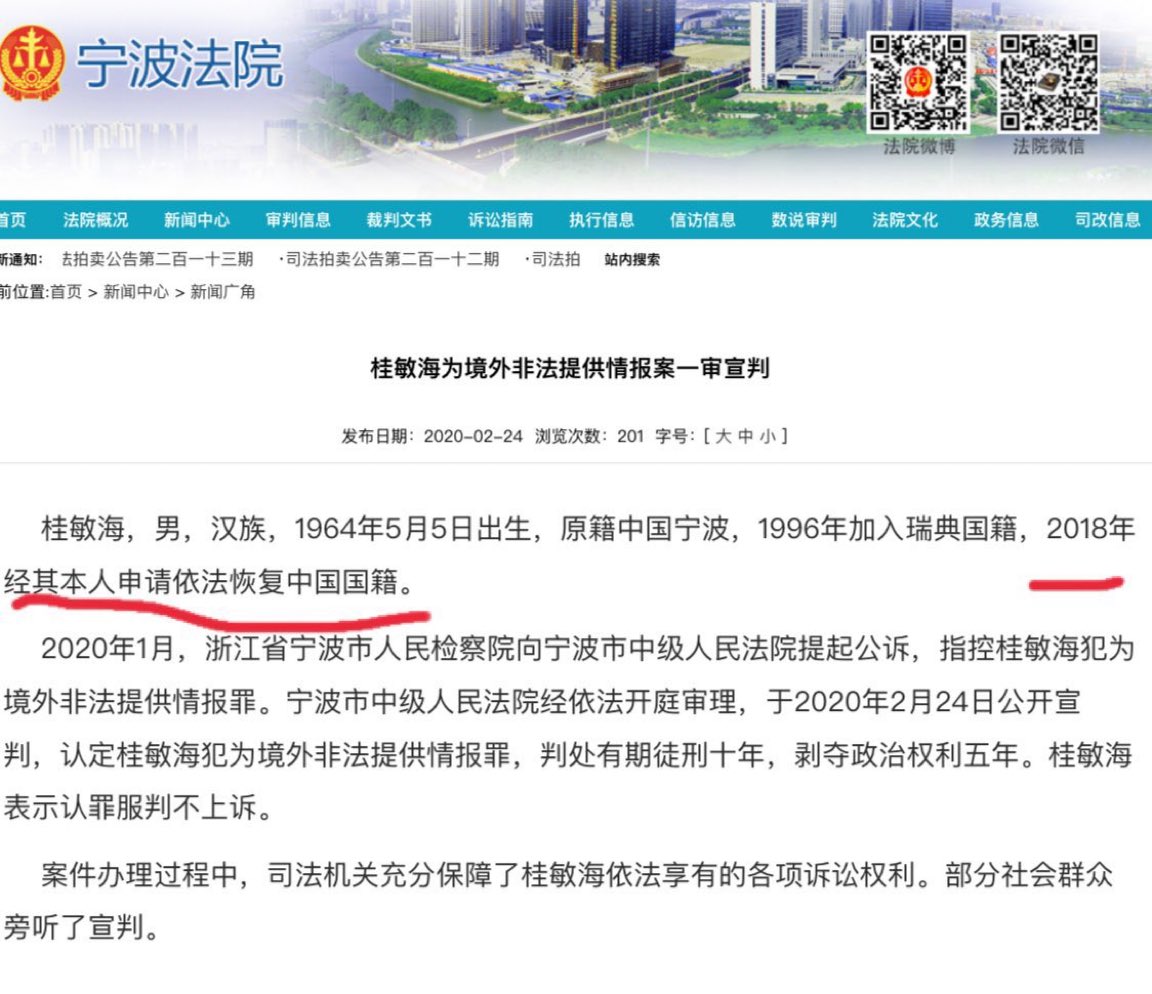 宁波法院
法院微博 法院微信
首页 法院概况 新闻中心 审判信息 裁判文书 诉讼指南 执行信息 信访信息 数说审判 法院文化 政务信息 司改信息
新通知: 法拍卖公告第二百一十三期 ·司法拍卖公告第二百一十二期 ·司法拍 站内搜索
前位置:首页 > 新闻中心 > 新闻广角
桂敏海为境外非法提供情报案一审宣判
发布日期：2020-02-24 浏览次数：201 字号：[ 大 中 小 ]
桂敏海，男，汉族，1964年5月5日出生，原籍中国宁波，1996年加入瑞典国籍，2018年
经其本人申请依法恢复中国国籍。
2020年1月，浙江省宁波市人民检察院向宁波市中级人民法院提起公诉，指控桂敏海犯为
境外非法提供情报罪。宁波市中级人民法院经依法开庭审理，于2020年2月24日公开宣
判，认定桂敏海犯为境外非法提供情报罪，判处有期徒刑十年，剥夺政治权利五年。桂敏海
表示认罪服判不上诉。
案件办理过程中，司法机关充分保障了桂敏海依法享有的各项诉讼权利。部分社会群众
旁听了宣判。